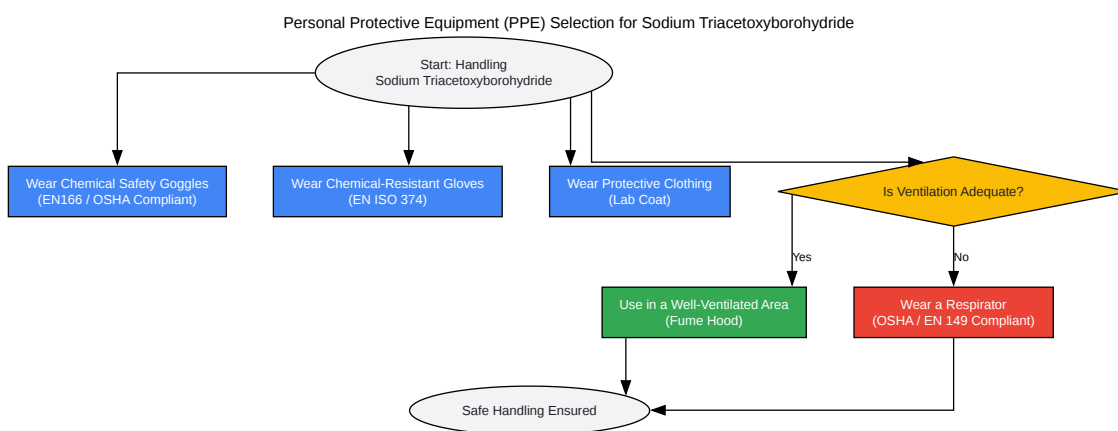 Personal Protective Equipment (PPE) Selection for Sodium Triacetoxyborohydride
Start: Handling
Sodium Triacetoxyborohydride
Wear Chemical Safety Goggles
(EN166 / OSHA Compliant)
Wear Chemical-Resistant Gloves
(EN ISO 374)
Wear Protective Clothing
(Lab Coat)
Is Ventilation Adequate?
Yes
No
Use in a Well-Ventilated Area
(Fume Hood)
Wear a Respirator
(OSHA / EN 149 Compliant)
Safe Handling Ensured